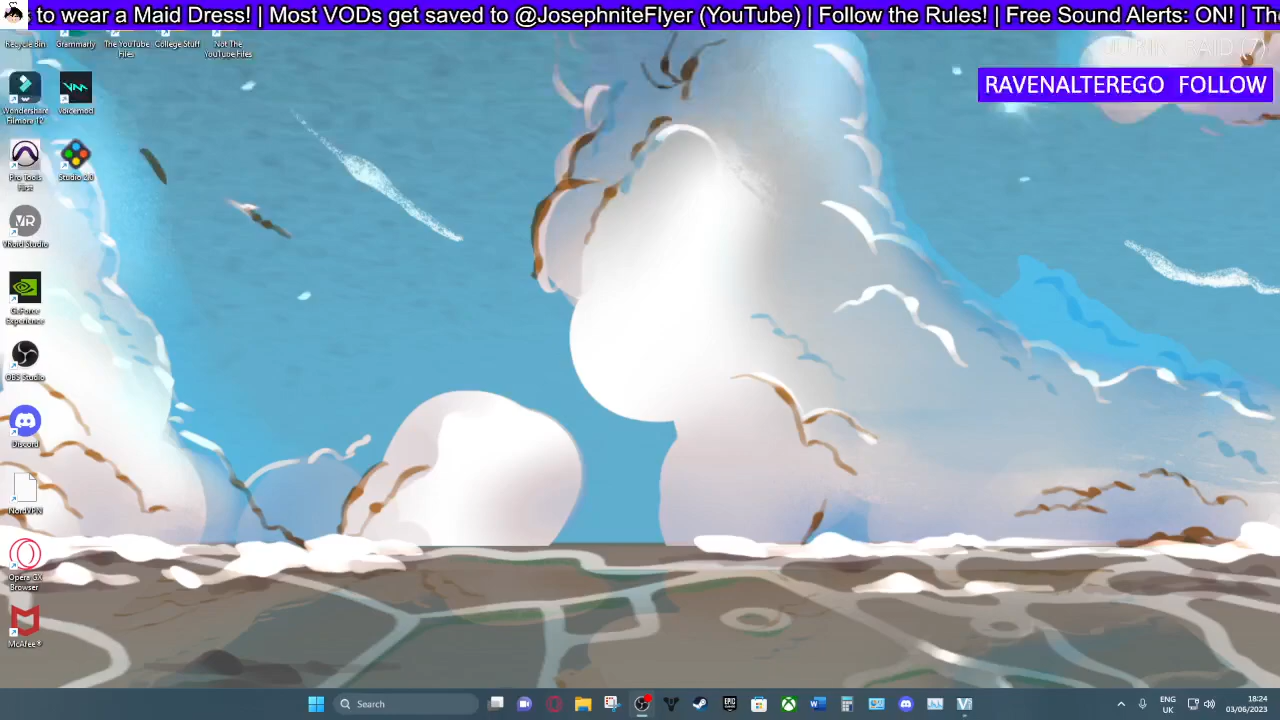 s to wear a Maid Dress! | Most VODs get saved to @JosephniteFlyer (YouTube) | Follow the Rules! | Free Sound Alerts: ON! | Th
Recycle Bin
Grammarly
The YouTube Files
College Stuff
Not The YouTube Files
RAID (7)
RAVENALTEREGO FOLLOW
Wondershare Filmora 12
Voicemod
Pro Tools First
Studio 2.0
VRoid Studio
GeForce Experience
OBS Studio
Discord
NordVPN
Opera GX Browser
McAfee®
Search
ENG
UK
18:24
03/06/2023